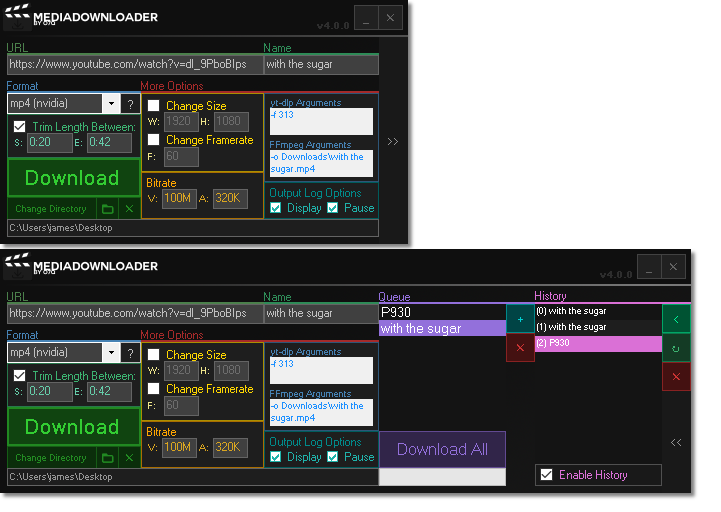 MEDIADOWNLOADER
BY O7Q
v4.0.0
URL
Name
https://www.youtube.com/watch?v=dl_9PboBIps
with the sugar
Format
More Options
mp4 (nvidia)
?
Change Size
W: 1920 H: 1080
Change Framerate
F: 60
yt-dlp Arguments
-f 313
Trim Length Between:
S: 0:20 E: 0:42
FFmpeg Arguments
-o Downloads\with the
sugar.mp4
>>
Download
Bitrate
V: 100M A: 320K
Output Log Options
Display Pause
Change Directory
C:\Users\james\Desktop
MEDIADOWNLOADER
BY O7Q
v4.0.0
URL
Name
Queue
History
https://www.youtube.com/watch?v=dl_9PboBIps
with the sugar
P930
with the sugar
+
(0) with the sugar
(1) with the sugar
(2) P930
<
Format
More Options
mp4 (nvidia)
?
Change Size
W: 1920 H: 1080
Change Framerate
F: 60
yt-dlp Arguments
-f 313
Trim Length Between:
S: 0:20 E: 0:42
FFmpeg Arguments
-o Downloads\with the
sugar.mp4
Download
Bitrate
V: 100M A: 320K
Output Log Options
Display Pause
Download All
<<
Change Directory
Enable History
C:\Users\james\Desktop